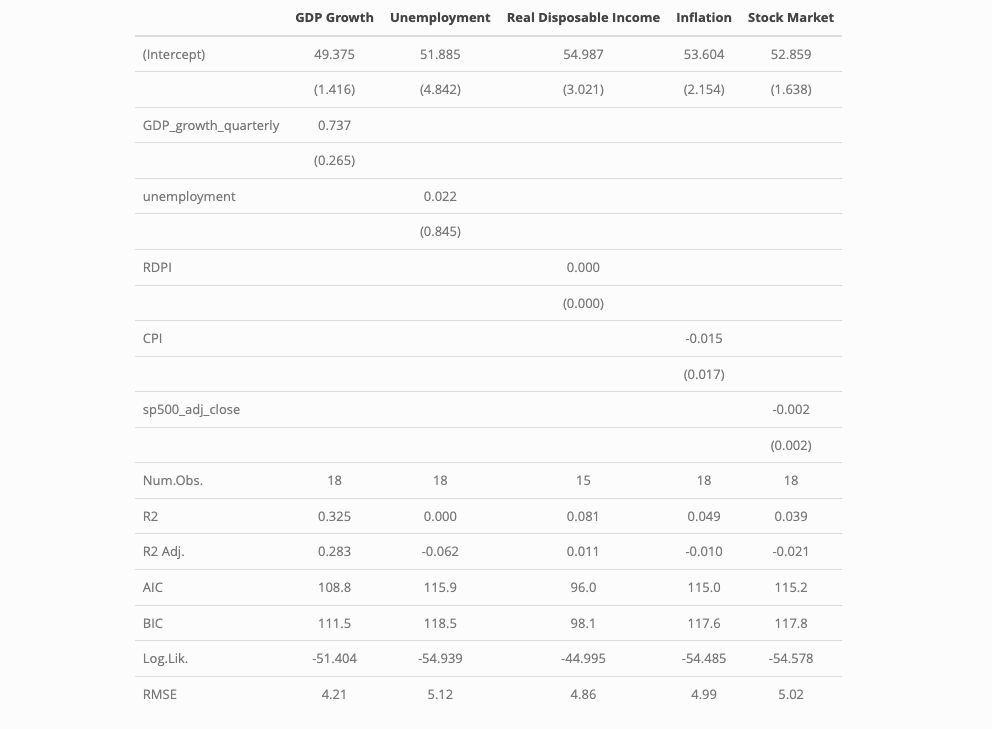 GDP Growth Unemployment Real Disposable Income Inflation Stock Market
(Intercept) 49.375 51.885 54.987 53.604 52.859
(1.416) (4.842) (3.021) (2.154) (1.638)
GDP_growth_quarterly 0.737
(0.265)
unemployment 0.022
(0.845)
RDPI 0.000
(0.000)
CPI -0.015
(0.017)
sp500_adj_close -0.002
(0.002)
Num.Obs. 18 18 15 18 18
R2 0.325 0.000 0.081 0.049 0.039
R2 Adj. 0.283 -0.062 0.011 -0.010 -0.021
AIC 108.8 115.9 96.0 115.0 115.2
BIC 111.5 118.5 98.1 117.6 117.8
Log.Lik. -51.404 -54.939 -44.995 -54.485 -54.578
RMSE 4.21 5.12 4.86 4.99 5.02